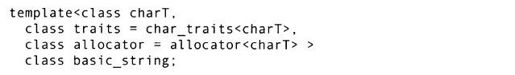 template<class charT,
  class traits = char_traits<charT>,
  class allocator = allocator<charT> >
  class basic_string;